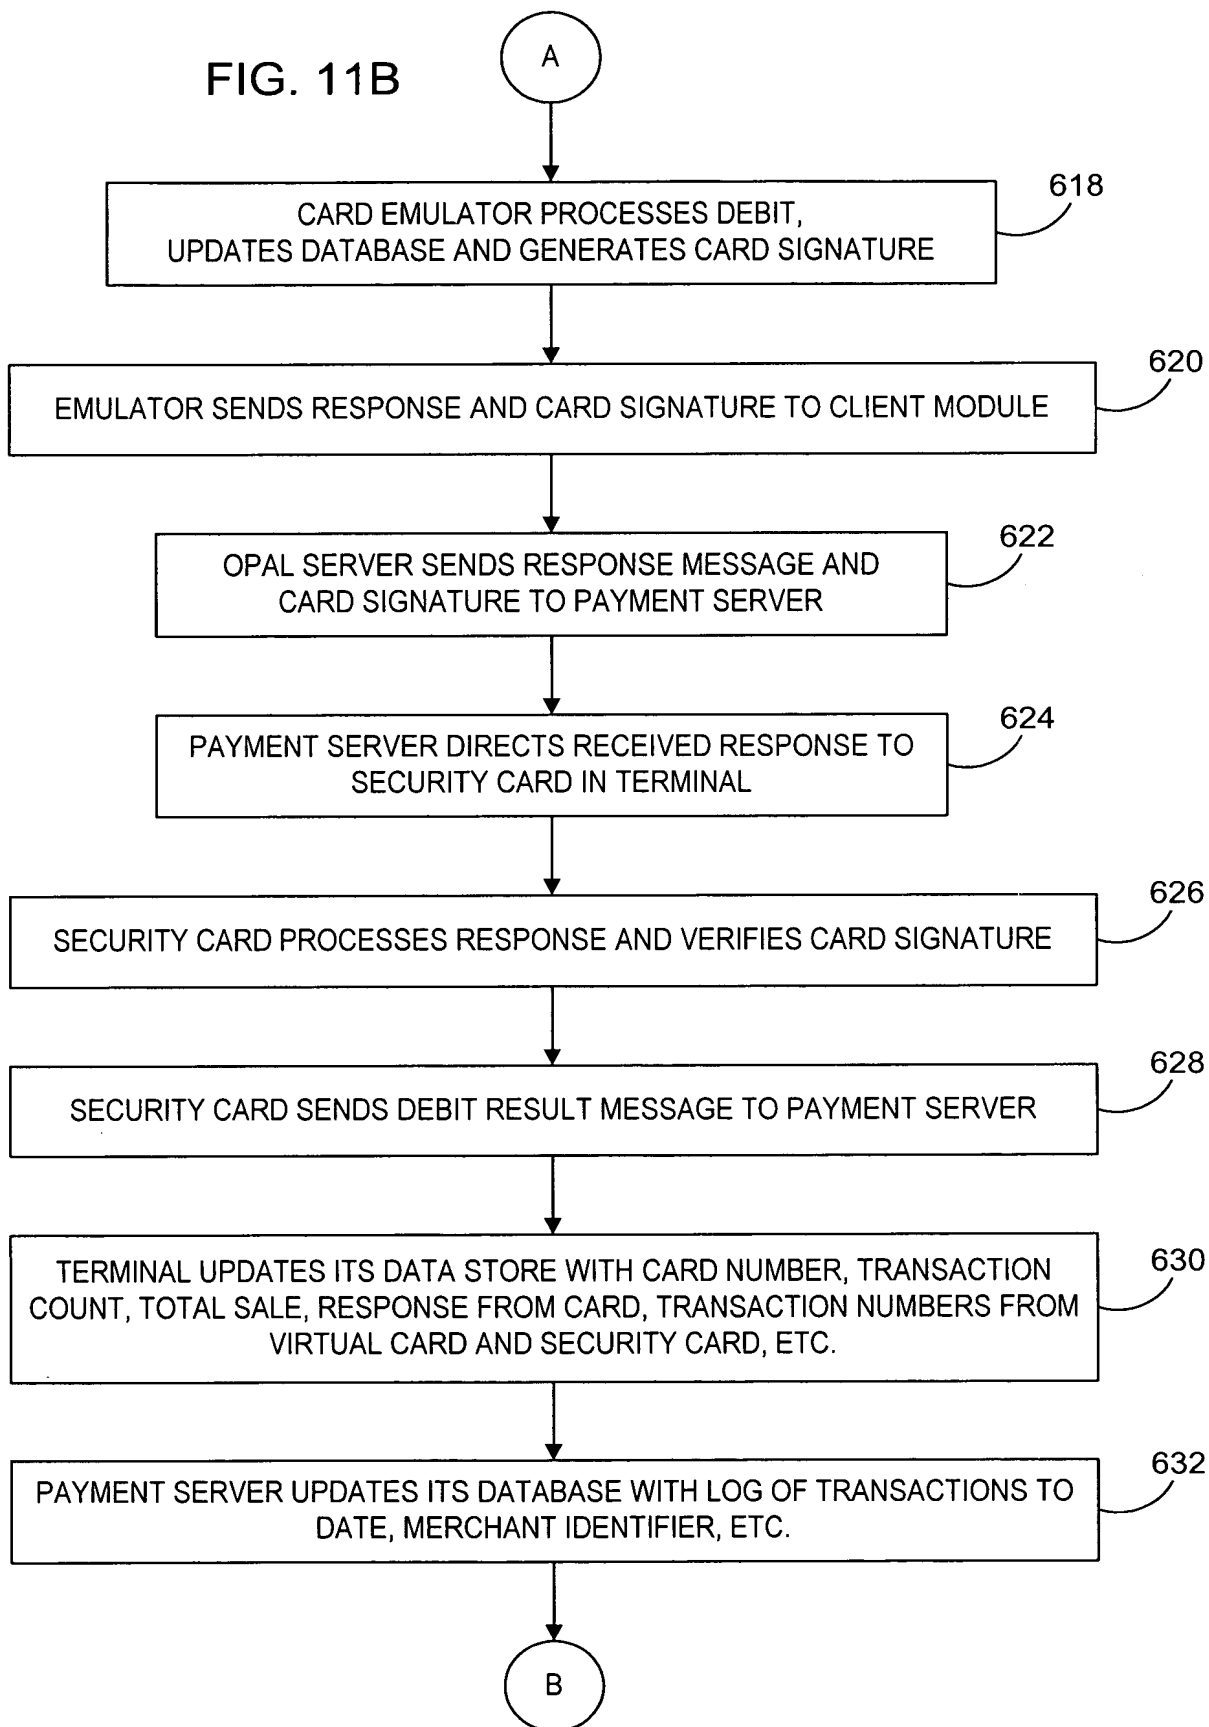 A
FIG. 11B
618
CARD EMULATOR PROCESSES DEBIT,
UPDATES DATABASE AND GENERATES CARD SIGNATURE
620
EMULATOR SENDS RESPONSE AND CARD SIGNATURE TO CLIENT MODULE
622
OPAL SERVER SENDS RESPONSE MESSAGE AND
CARD SIGNATURE TO PAYMENT SERVER
624
PAYMENT SERVER DIRECTS RECEIVED RESPONSE TO
SECURITY CARD IN TERMINAL
626
SECURITY CARD PROCESSES RESPONSE AND VERIFIES CARD SIGNATURE
628
SECURITY CARD SENDS DEBIT RESULT MESSAGE TO PAYMENT SERVER
630
TERMINAL UPDATES ITS DATA STORE WITH CARD NUMBER, TRANSACTION
COUNT, TOTAL SALE, RESPONSE FROM CARD, TRANSACTION NUMBERS FROM
VIRTUAL CARD AND SECURITY CARD, ETC.
632
PAYMENT SERVER UPDATES ITS DATABASE WITH LOG OF TRANSACTIONS TO
DATE, MERCHANT IDENTIFIER, ETC.
B